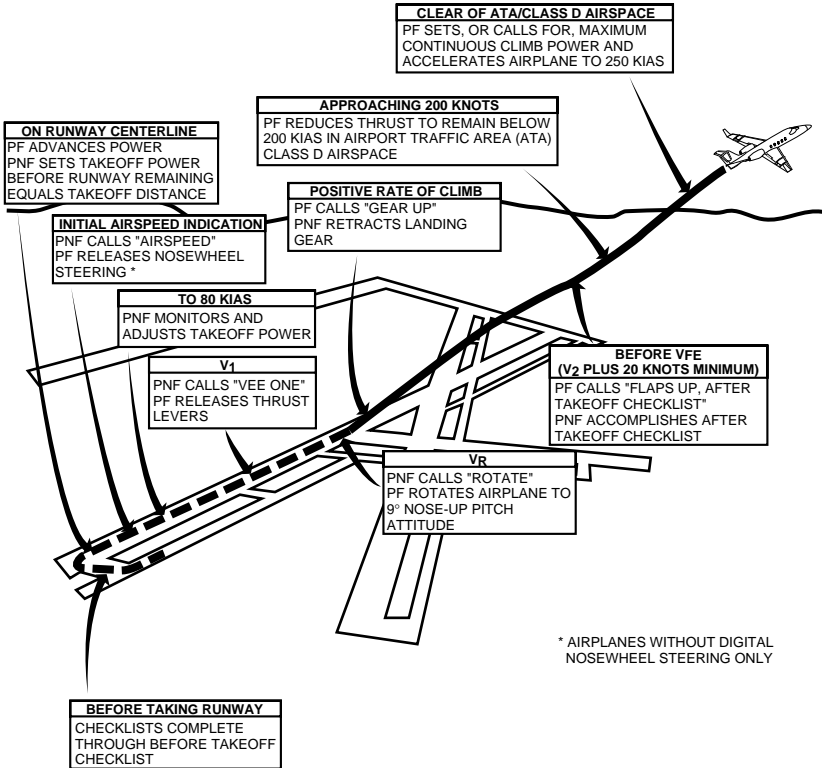 CLEAR OF ATA/CLASS D AIRSPACE
PF SETS, OR CALLS FOR, MAXIMUM
CONTINUOUS CLIMB POWER AND
ACCELERATES AIRPLANE TO 250 KIAS
APPROACHING 200 KNOTS
PF REDUCES THRUST TO REMAIN BELOW
200 KIAS IN AIRPORT TRAFFIC AREA (ATA)
CLASS D AIRSPACE
ON RUNWAY CENTERLINE
PF ADVANCES POWER
PNF SETS TAKEOFF POWER
BEFORE RUNWAY REMAINING
EQUALS TAKEOFF DISTANCE
POSITIVE RATE OF CLIMB
PF CALLS "GEAR UP"
PNF RETRACTS LANDING
GEAR
INITIAL AIRSPEED INDICATION
PNF CALLS "AIRSPEED"
PF RELEASES NOSEWHEEL
STEERING *
TO 80 KIAS
PNF MONITORS AND
ADJUSTS TAKEOFF POWER
V1
PNF CALLS "VEE ONE"
PF RELEASES THRUST
LEVERS
BEFORE VFE
(V2 PLUS 20 KNOTS MINIMUM)
PF CALLS "FLAPS UP, AFTER
TAKEOFF CHECKLIST"
PNF ACCOMPLISHES AFTER
TAKEOFF CHECKLIST
VR
PNF CALLS "ROTATE"
PF ROTATES AIRPLANE TO
9° NOSE-UP PITCH
ATTITUDE
* AIRPLANES WITHOUT DIGITAL
NOSEWHEEL STEERING ONLY
BEFORE TAKING RUNWAY
CHECKLISTS COMPLETE
THROUGH BEFORE TAKEOFF
CHECKLIST